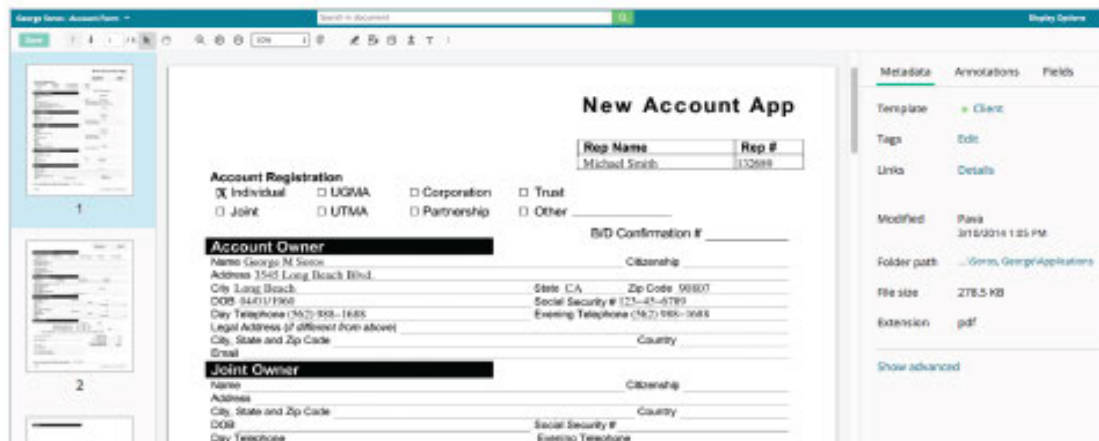 George Soros: Account Form
Search in document
Display Options
Save
50%
T
1
2
New Account App
Rep Name Rep #
Michael Smith
Account Registration
X Individual UGMA Corporation Trust
Joint UTMA Partnership Other
B/D Confirmation #
Account Owner
Name George M Soros Citizenship
Address 3545 Long Beach Blvd.
City Long Beach State CA Zip Code 90807
DOB 04/01/1960 Social Security # 123-45-6789
Day Telephone (562) 988-1688 Evening Telephone (562) 988-1688
Legal Address (if different from above)
City, State and Zip Code Country
Email
Joint Owner
Name Citizenship
Address
City, State and Zip Code Country
DOB Social Security #
Day Telephone Evening Telephone
Metadata Annotations Fields
Template Client
Tags Edit
Links Details
Modified Pava
3/10/2014 1:05 PM
Folder path ...\Soros, George\Applications
File size 278.5 KB
Extension pdf
Show advanced